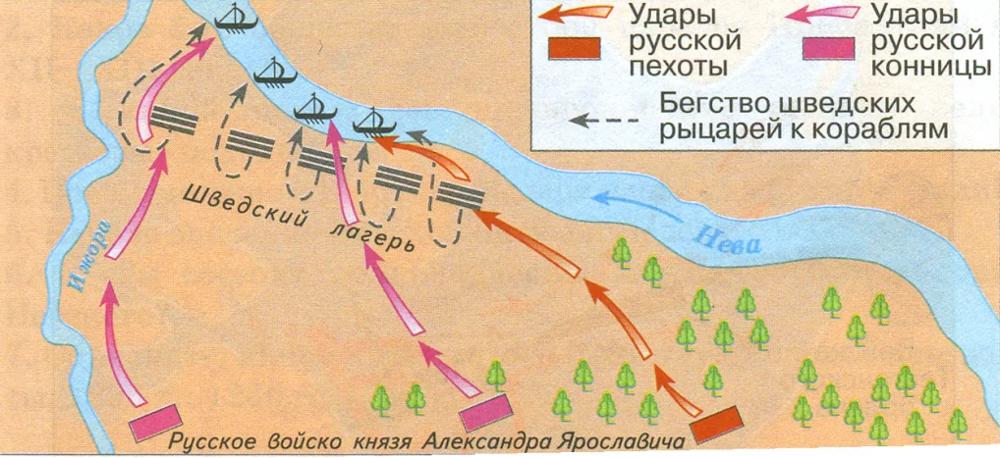 Удары
русской
пехоты
Удары
русской
конницы
Бегство шведских
рыцарей к кораблям
Шведский лагерь
Ижора
Нева
Русское войско князя Александра Ярославича